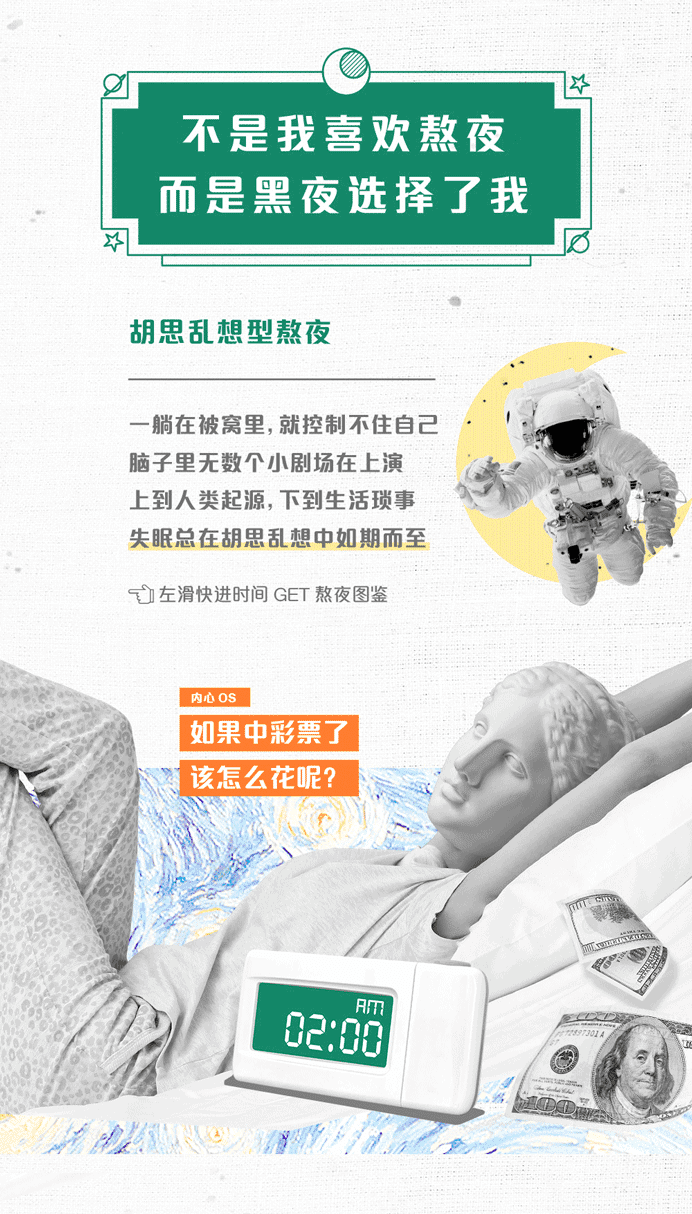 不是我喜欢熬夜
而是黑夜选择了我
胡思乱想型熬夜
一躺在被窝里,就控制不住自己
脑子里无数个小剧场在上演
上到人类起源,下到生活琐事
失眠总在胡思乱想中如期而至
左滑快进时间 GET 熬夜图鉴
内心 OS
如果中彩票了
该怎么花呢?
AM
02:00
100